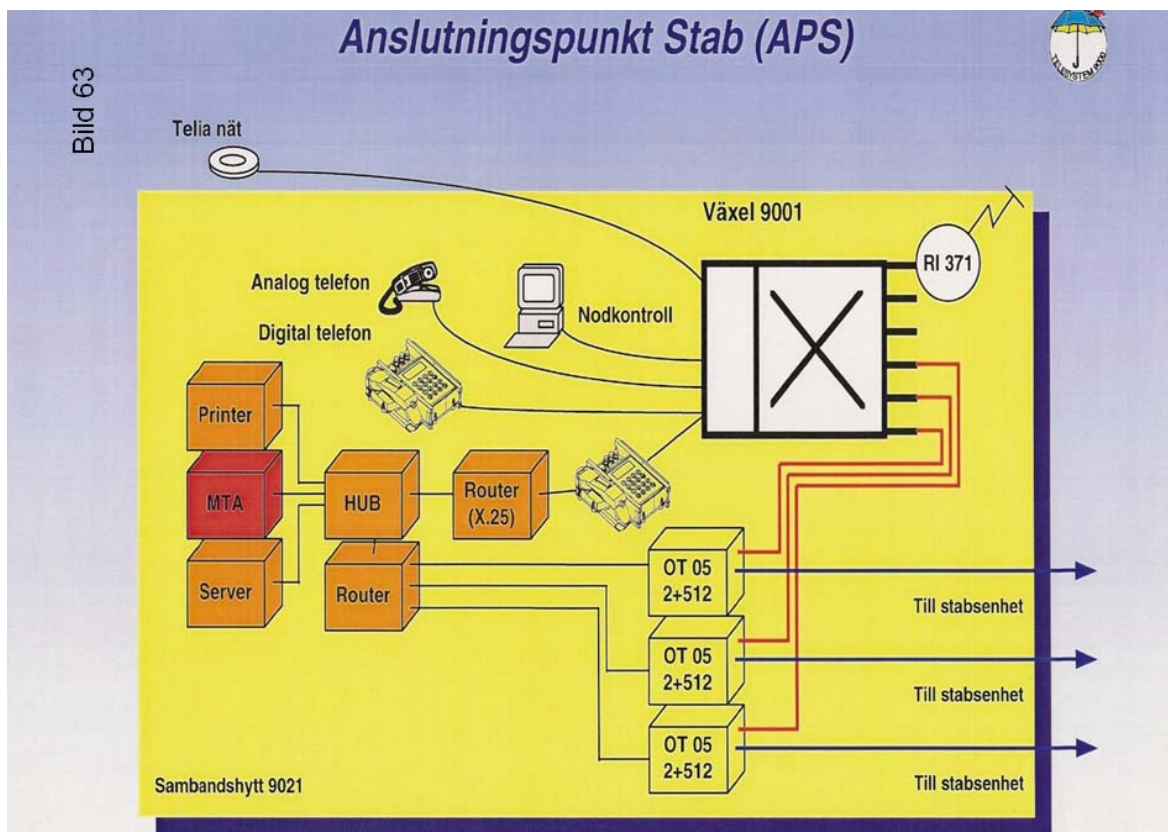 Anslutningspunkt Stab (APS)
TELESYSTEM 9000
Bild 63
Telia nät
Växel 9001
RI 371
Analog telefon
Nodkontroll
Digital telefon
Printer
MTA
HUB
Router
(X.25)
Server
Router
OT 05
2+512
Till stabsenhet
OT 05
2+512
Till stabsenhet
OT 05
2+512
Till stabsenhet
Sambandshytt 9021